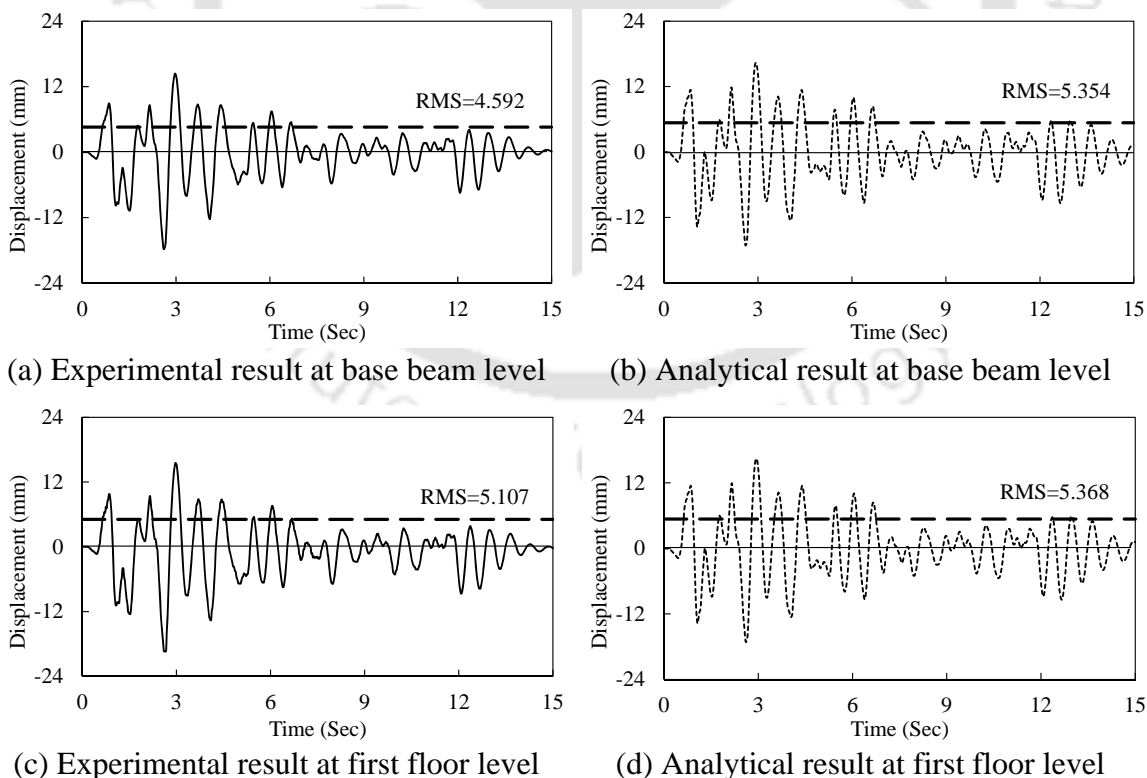 24
12
0
-12
-24
Displacement (mm)
RMS=4.592
0 3 6 9 12 15
Time (Sec)
(a) Experimental result at base beam level
24
12
0
-12
-24
Displacement (mm)
RMS=5.354
0 3 6 9 12 15
Time (Sec)
(b) Analytical result at base beam level
24
12
0
-12
-24
Displacement (mm)
RMS=5.107
0 3 6 9 12 15
Time (Sec)
(c) Experimental result at first floor level
24
12
0
-12
-24
Displacement (mm)
RMS=5.368
0 3 6 9 12 15
Time (Sec)
(d) Analytical result at first floor level